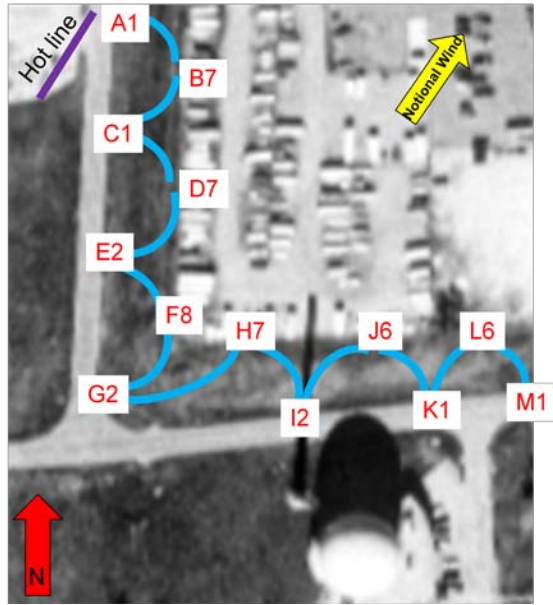 A1
Hot line
Notional Wind
B7
C1
D7
E2
F8
H7
J6
L6
G2
I2
K1
M1
N